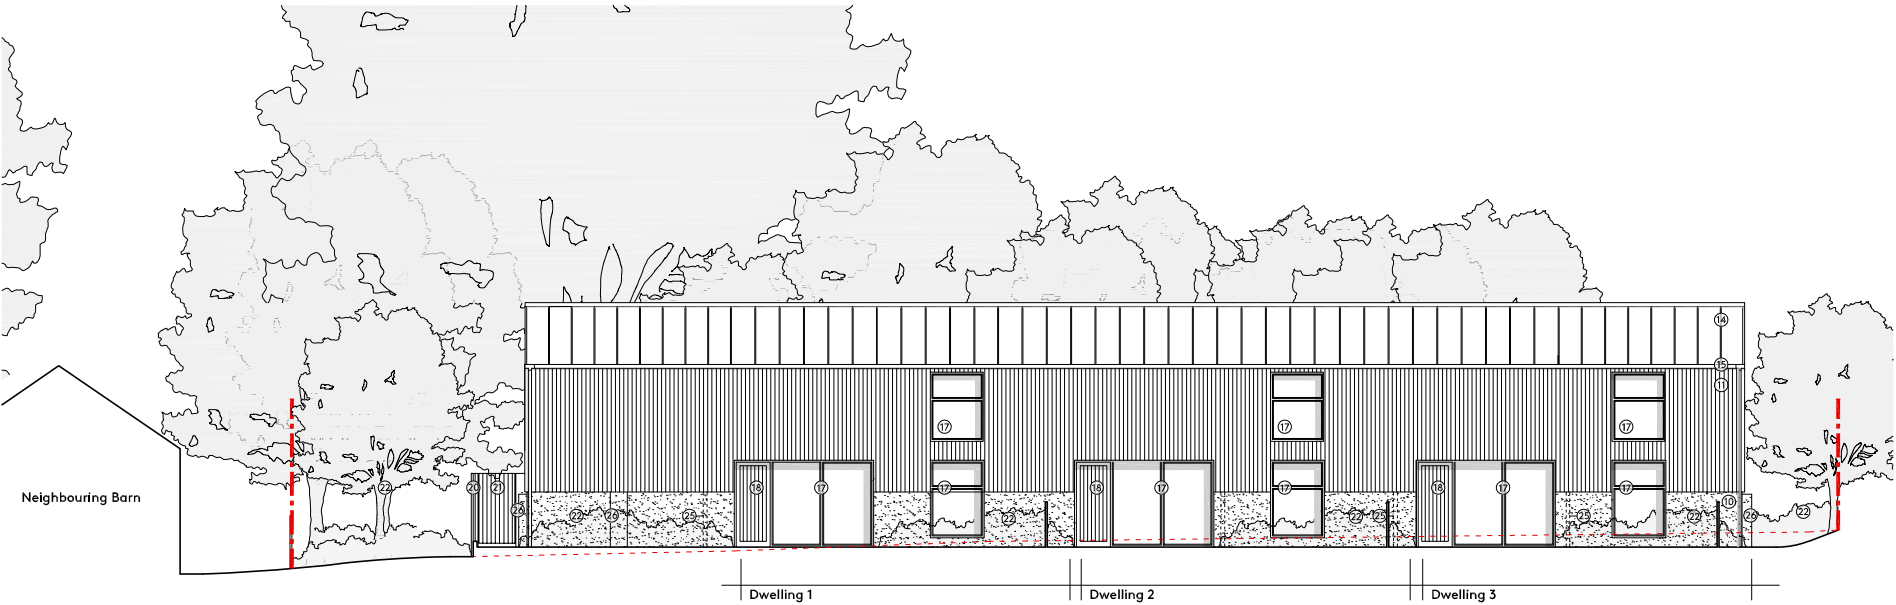 14
15
11
17 17 17
Neighbouring Barn
22 20 21 18 17 17 18 17 17 18 17 17
26 22 26 25 22 22 25 25 22 10 26 22
Dwelling 1 Dwelling 2 Dwelling 3